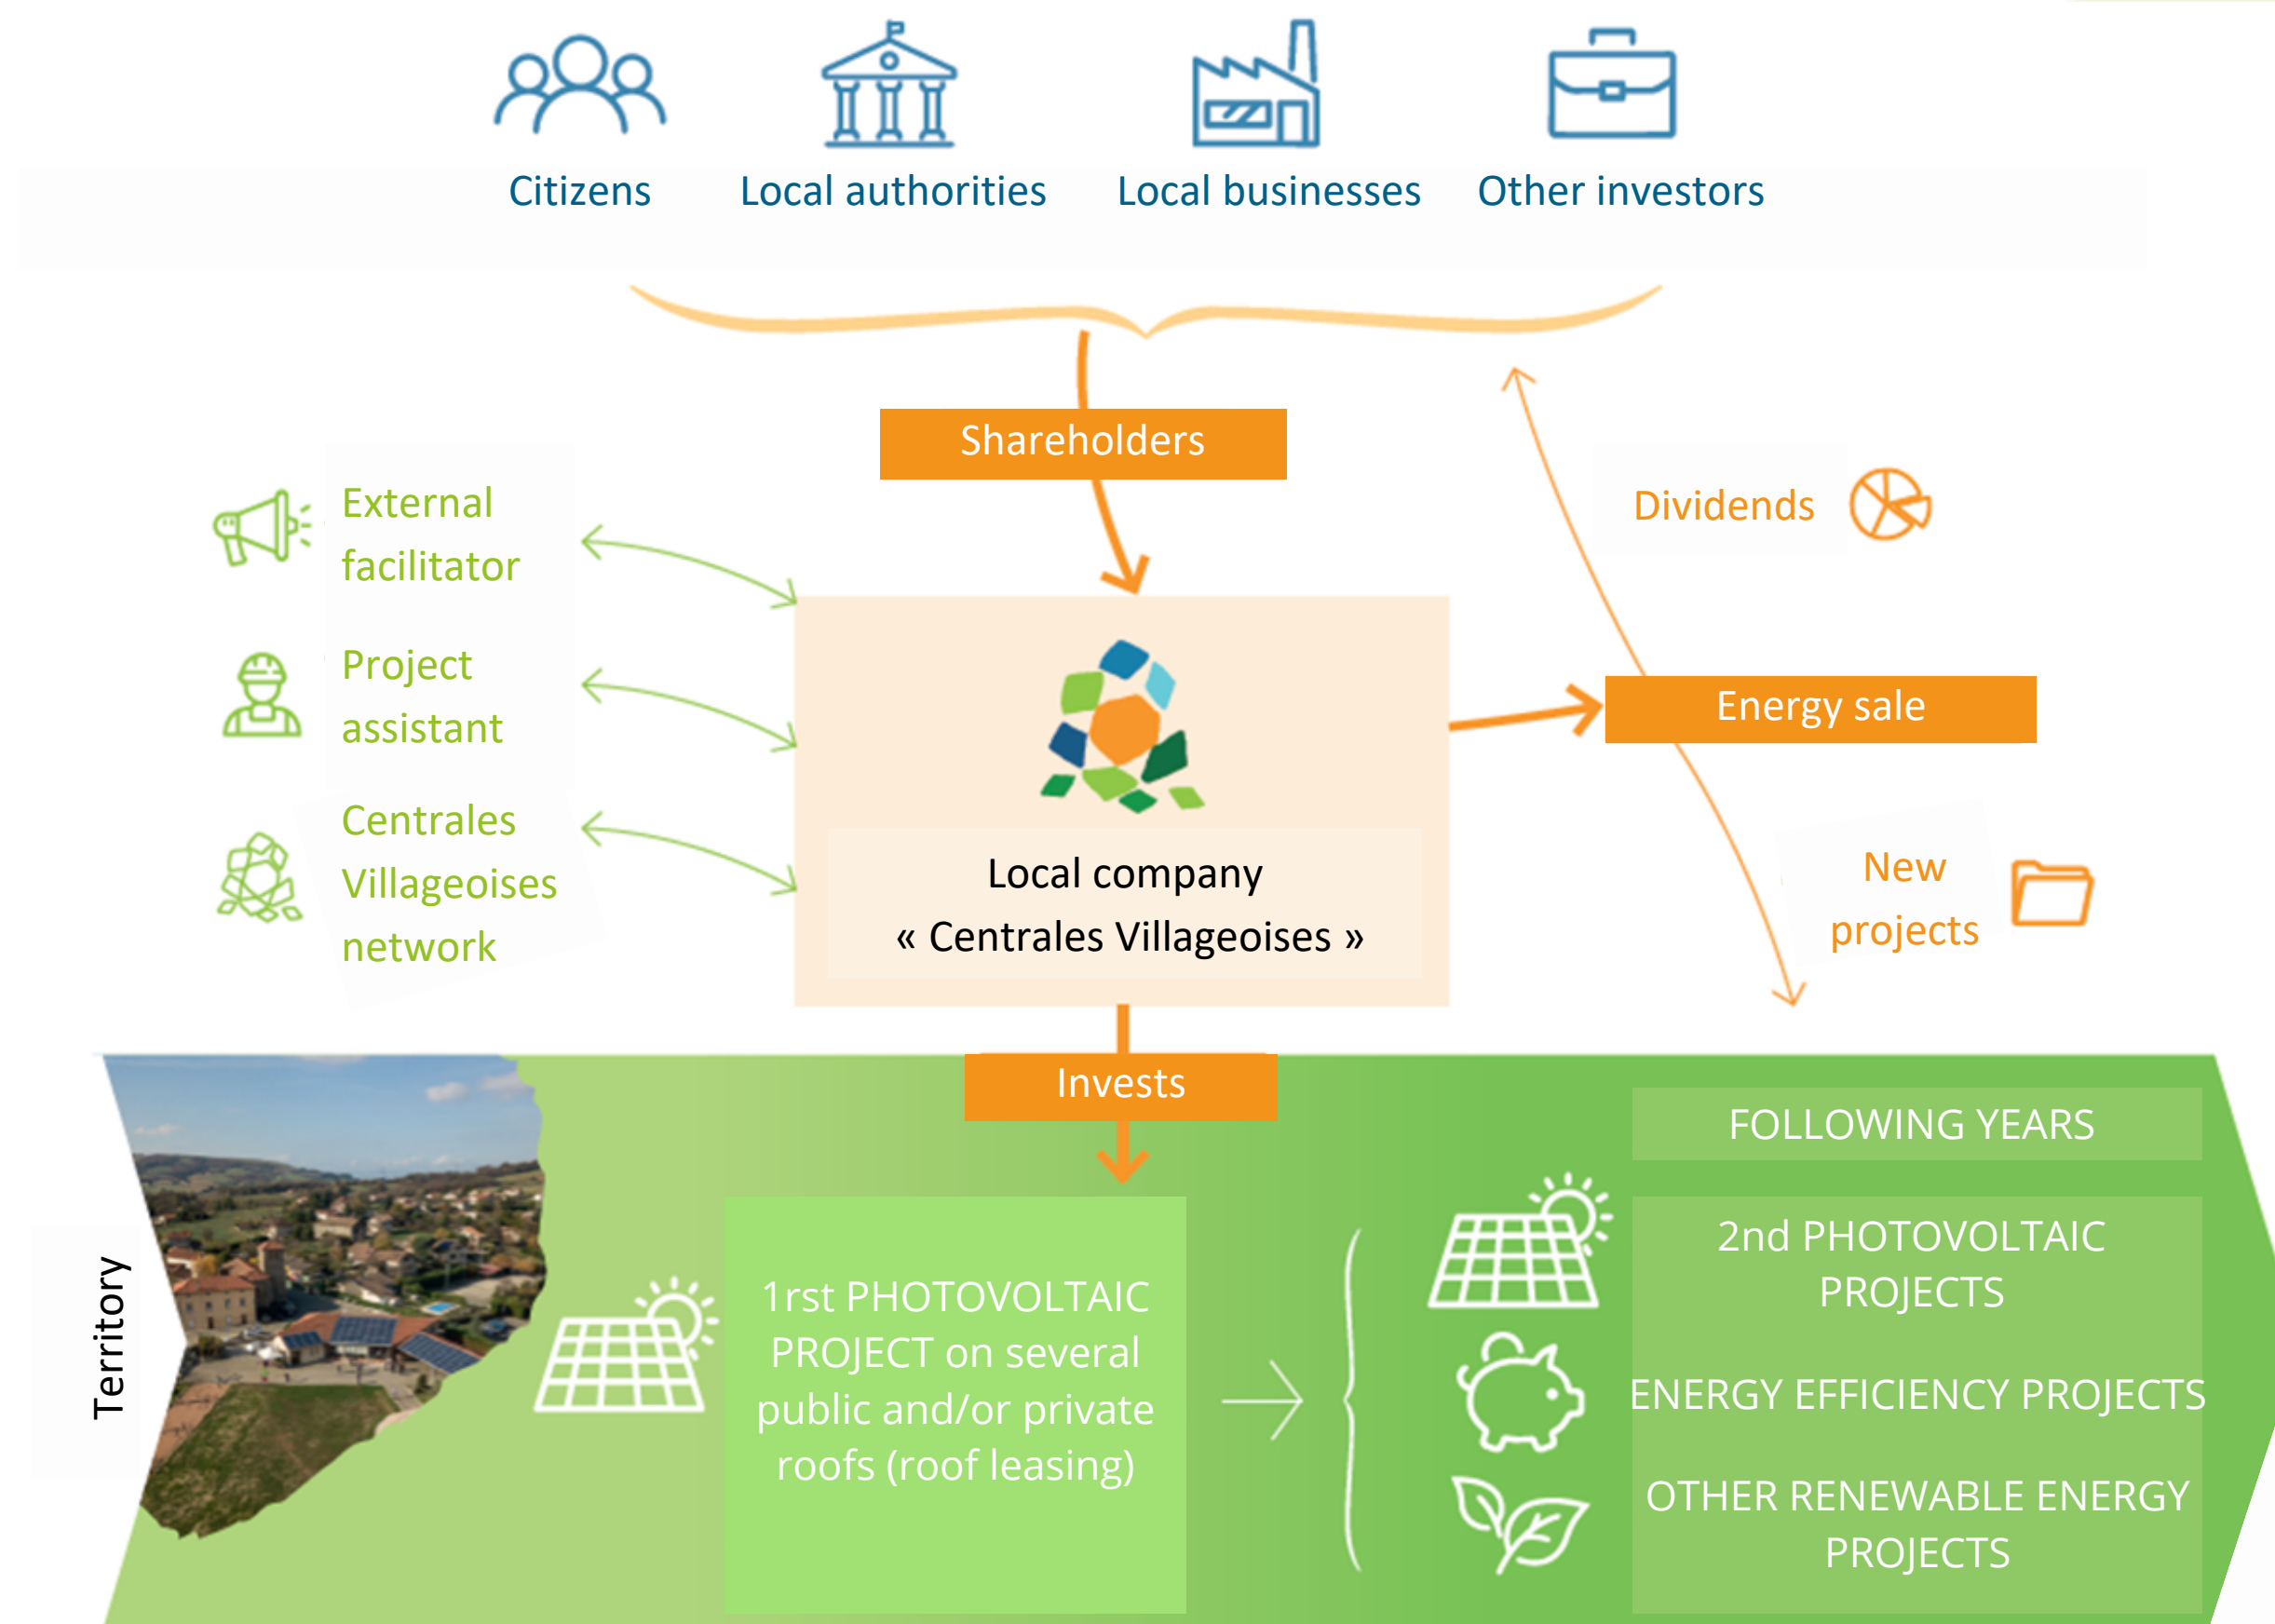 Citizens
Local authorities
Local businesses
Other investors
Shareholders
External
facilitator
Dividends
Project
assistant
Energy sale
Centrales
Villageoises
network
Local company
« Centrales Villageoises »
New
projects
Invests
Territory
1rst PHOTOVOLTAIC
PROJECT on several
public and/or private
roofs (roof leasing)
FOLLOWING YEARS
2nd PHOTOVOLTAIC
PROJECTS
ENERGY EFFICIENCY PROJECTS
OTHER RENEWABLE ENERGY
PROJECTS